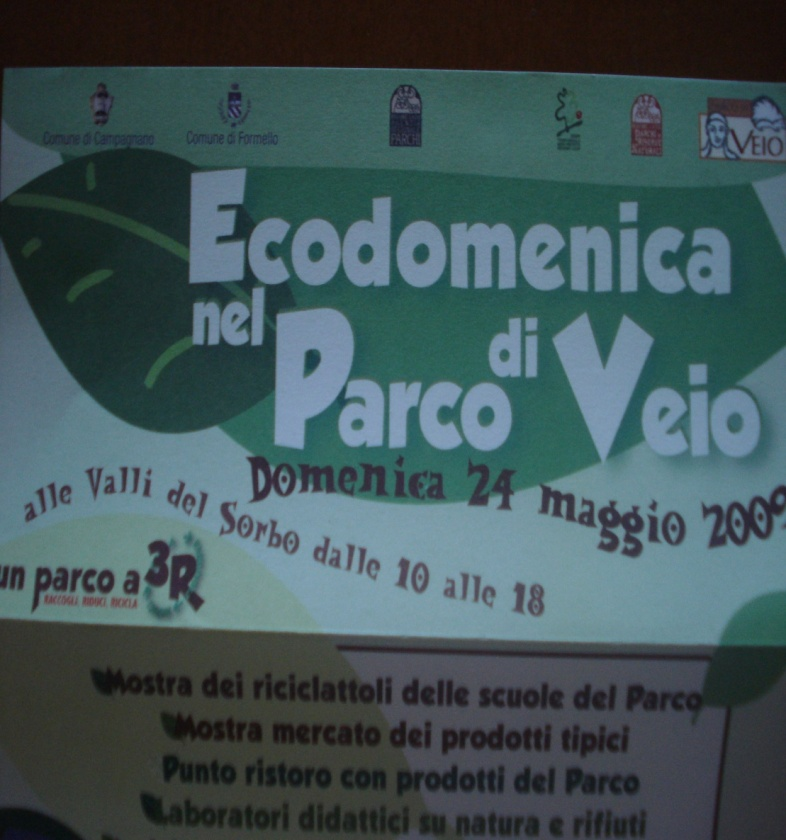 Comune di Campagnano
Comune di Formello
PARCHI
VEIO
Ecodomenica
nel Parco di Veio
Domenica 24 maggio 2009
alle Valli del Sorbo dalle 10 alle 18
un parco a 3R
RACCOGLI, RIDUCI, RICICLA
Mostra dei riciclattoli delle scuole del Parco
Mostra mercato dei prodotti tipici
Punto ristoro con prodotti del Parco
Laboratori didattici su natura e rifiuti